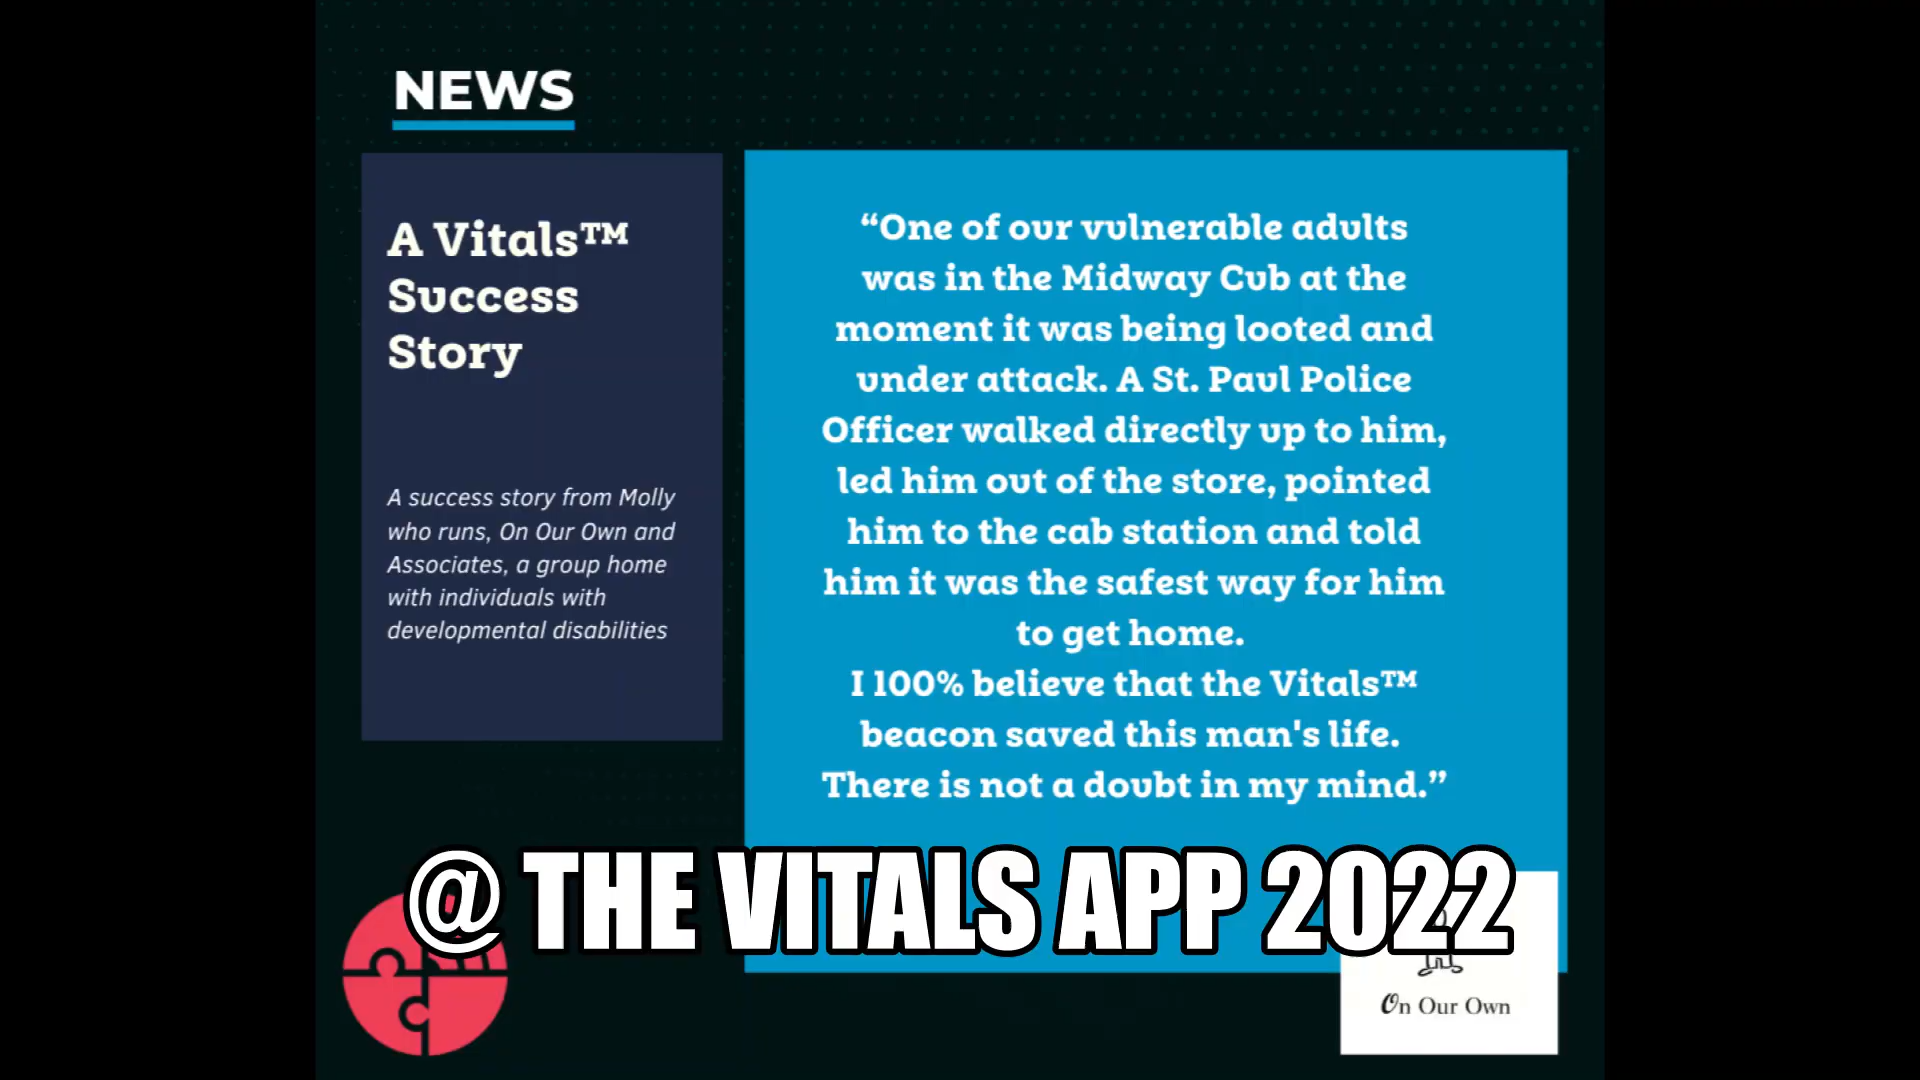 NEWS
A Vitals™
Success
Story
A success story from Molly
who runs, On Our Own and
Associates, a group home
with individuals with
developmental disabilities
“One of our vulnerable adults
was in the Midway Cub at the
moment it was being looted and
under attack. A St. Paul Police
Officer walked directly up to him,
led him out of the store, pointed
him to the cab station and told
him it was the safest way for him
to get home.
I 100% believe that the Vitals™
beacon saved this man's life.
There is not a doubt in my mind.”
@ THE VITALS APP 2022
On Our Own